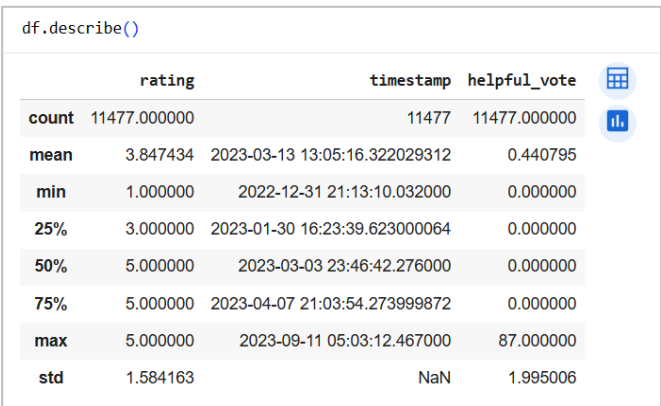 df.describe()
rating timestamp helpful_vote
count 11477.000000 11477 11477.000000
mean 3.847434 2023-03-13 13:05:16.322029312 0.440795
min 1.000000 2022-12-31 21:13:10.032000 0.000000
25% 3.000000 2023-01-30 16:23:39.623000064 0.000000
50% 5.000000 2023-03-03 23:46:42.276000 0.000000
75% 5.000000 2023-04-07 21:03:54.273999872 0.000000
max 5.000000 2023-09-11 05:03:12.467000 87.000000
std 1.584163 NaN 1.995006